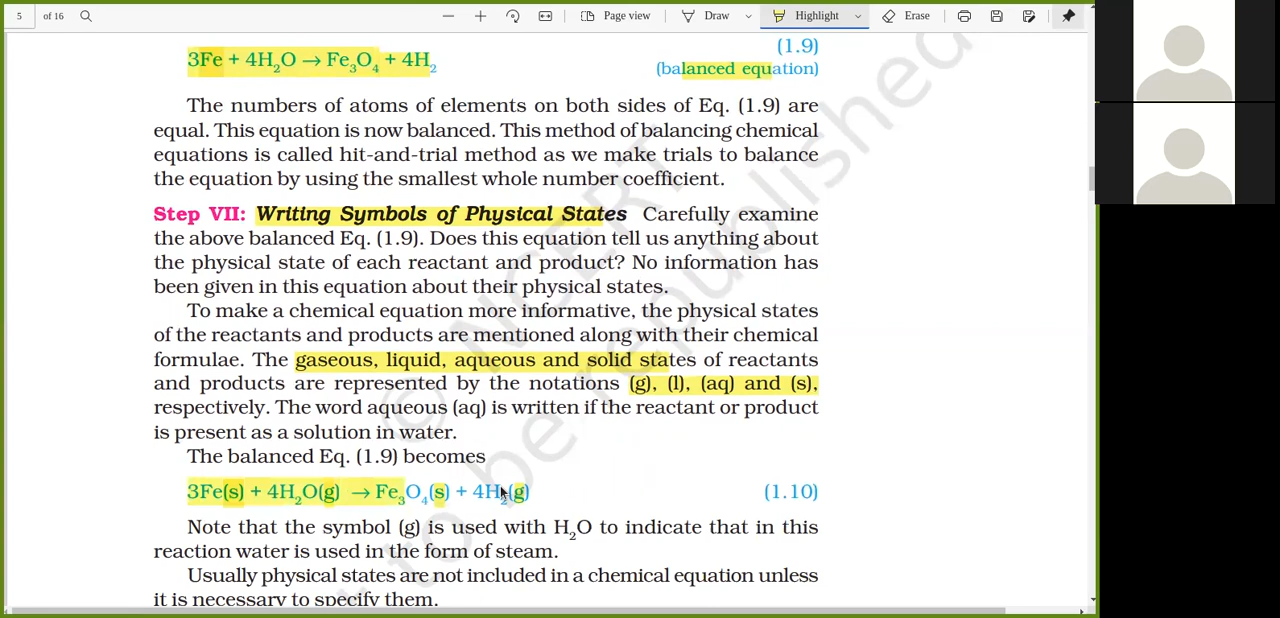 5 of 16 Page view Draw Highlight Erase
3Fe + 4H₂O → Fe₃O₄ + 4H₂ (1.9)
(balanced equation)
The numbers of atoms of elements on both sides of Eq. (1.9) are
equal. This equation is now balanced. This method of balancing chemical
equations is called hit-and-trial method as we make trials to balance
the equation by using the smallest whole number coefficient.
Step VII: Writing Symbols of Physical States Carefully examine
the above balanced Eq. (1.9). Does this equation tell us anything about
the physical state of each reactant and product? No information has
been given in this equation about their physical states.
To make a chemical equation more informative, the physical states
of the reactants and products are mentioned along with their chemical
formulae. The gaseous, liquid, aqueous and solid states of reactants
and products are represented by the notations (g), (l), (aq) and (s),
respectively. The word aqueous (aq) is written if the reactant or product
is present as a solution in water.
The balanced Eq. (1.9) becomes
3Fe(s) + 4H₂O(g) → Fe₃O₄(s) + 4H₂(g) (1.10)
Note that the symbol (g) is used with H₂O to indicate that in this
reaction water is used in the form of steam.
Usually physical states are not included in a chemical equation unless
it is necessary to specify them.
© NCERT
to be republished